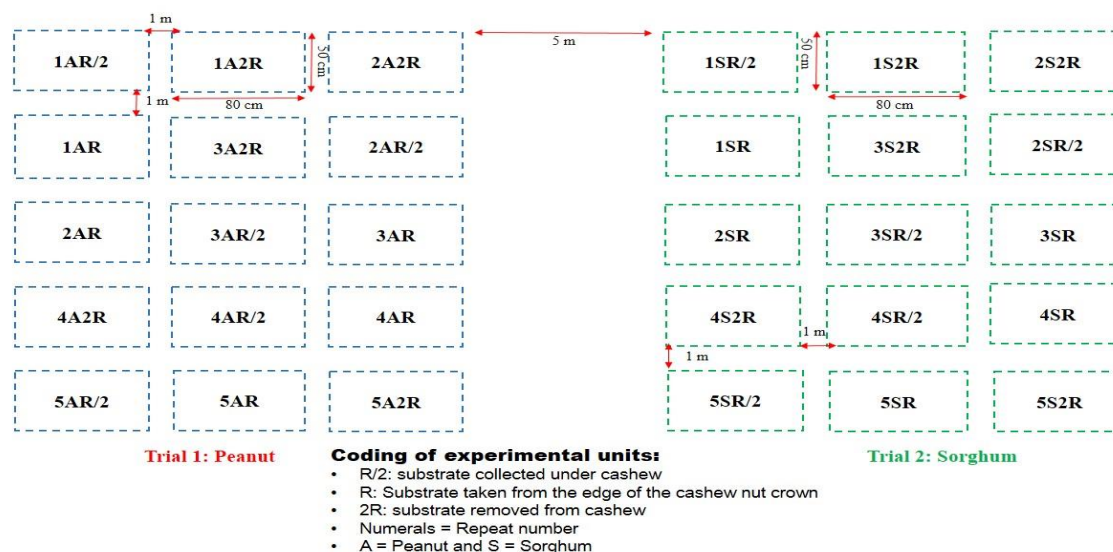 1 m
5 m
1AR/2 1A2R 2A2R 1SR/2 1S2R 2S2R
50 cm 50 cm
1 m 80 cm 80 cm
1AR 3A2R 2AR/2 1SR 3S2R 2SR/2
2AR 3AR/2 3AR 2SR 3SR/2 3SR
4A2R 4AR/2 4AR 4S2R 4SR/2 4SR
1 m
1 m
5AR/2 5AR 5A2R 5SR/2 5SR 5S2R
Trial 1: Peanut Trial 2: Sorghum
Coding of experimental units:
• R/2: substrate collected under cashew
• R: Substrate taken from the edge of the cashew nut crown
• 2R: substrate removed from cashew
• Numerals = Repeat number
• A = Peanut and S = Sorghum